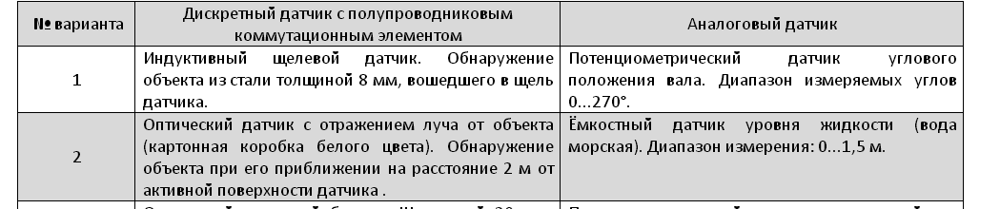 № варианта
Дискретный датчик с полупроводниковым
коммутационным элементом
Аналоговый датчик
1
Индуктивный щелевой датчик. Обнаружение
объекта из стали толщиной 8 мм, вошедшего в щель
датчика.
Потенциометрический датчик углового
положения вала. Диапазон измеряемых углов
0...270°.
2
Оптический датчик с отражением луча от объекта
(картонная коробка белого цвета). Обнаружение
объекта при его приближении на расстояние 2 м от
активной поверхности датчика .
Ёмкостный датчик уровня жидкости (вода
морская). Диапазон измерения: 0...1,5 м.